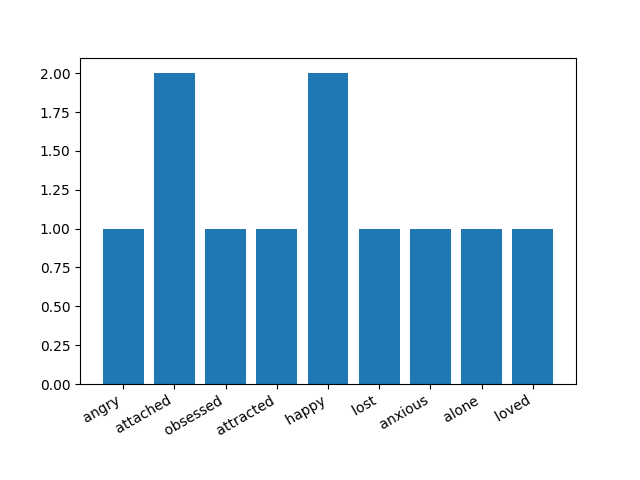 2.00
1.75
1.50
1.25
1.00
0.75
0.50
0.25
0.00
angry
attached
obsessed
attracted
happy
lost
anxious
alone
loved